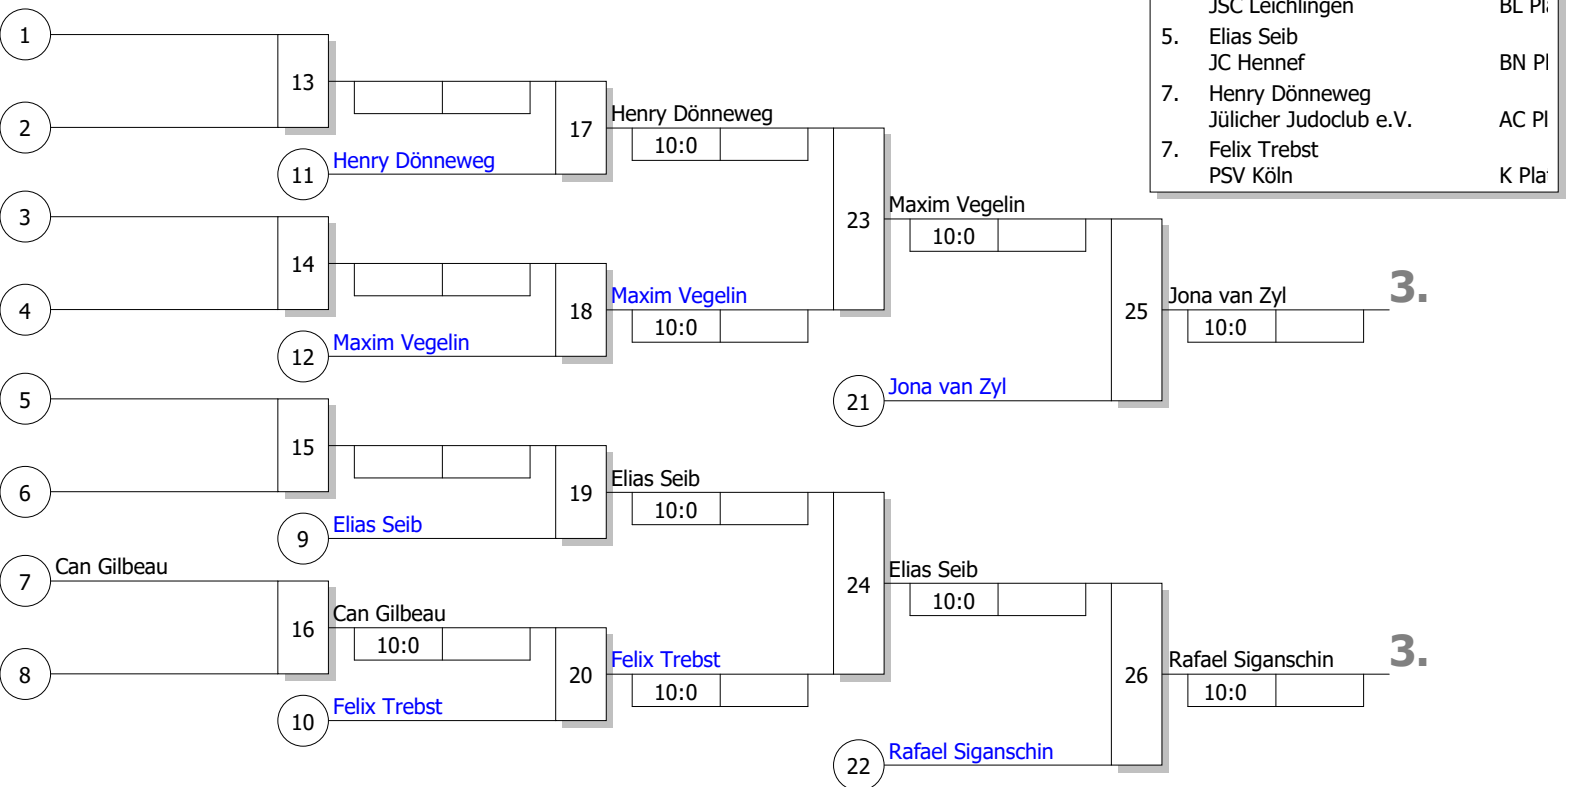 JSC Leichlingen BL
5. Elias Seib
JC Hennef BN
7. Henry Dönneweg
Jülicher Judoclub e.V. AC
7. Felix Trebst
PSV Köln K
1
13
2
17
Henry Dönneweg
10:0
11
Henry Dönneweg
3
23
Maxim Vegelin
10:0
14
4
18
Maxim Vegelin
10:0
12
Maxim Vegelin
25
Jona van Zyl
3.
10:0
5
21
Jona van Zyl
15
6
19
Elias Seib
10:0
9
Elias Seib
7
Can Gilbeau
24
Elias Seib
10:0
16
Can Gilbeau
10:0
8
20
Felix Trebst
10:0
26
Rafael Siganschin
3.
10:0
10
Felix Trebst
22
Rafael Siganschin